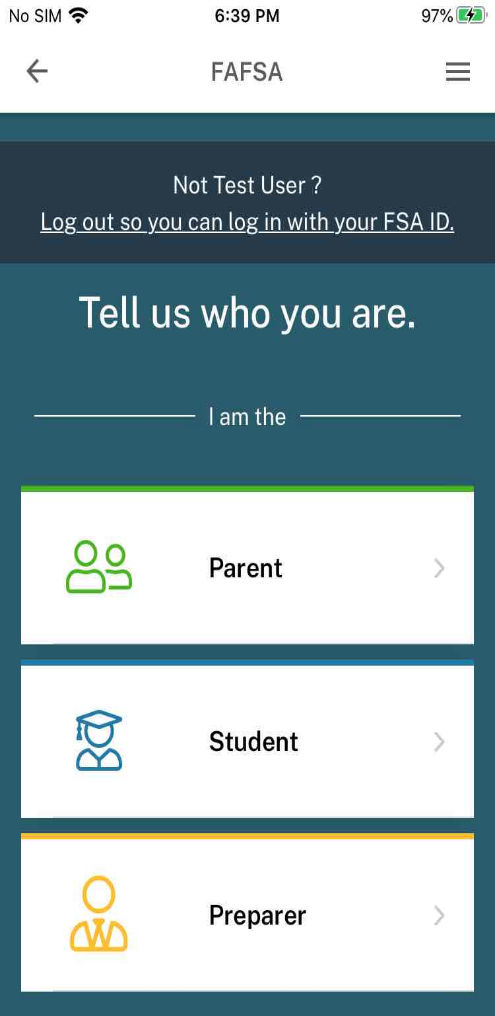 No SIM 6:39 PM 97%
FAFSA
Not Test User ?
Log out so you can log in with your FSA ID.
Tell us who you are.
I am the
Parent
Student
Preparer